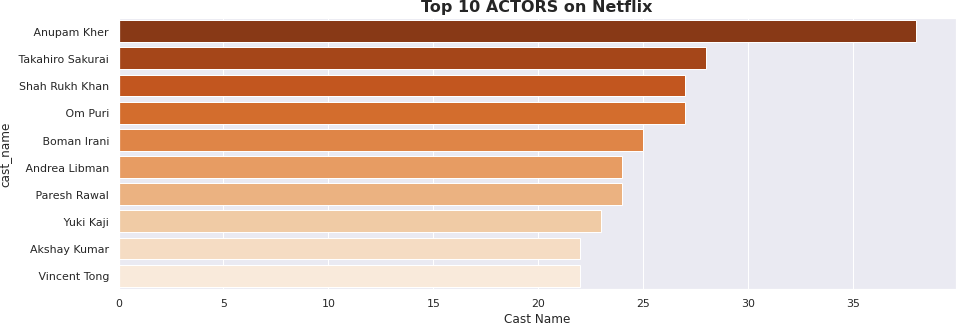 Top 10 ACTORS on Netflix
cast_name
Anupam Kher
Takahiro Sakurai
Shah Rukh Khan
Om Puri
Boman Irani
Andrea Libman
Paresh Rawal
Yuki Kaji
Akshay Kumar
Vincent Tong
0 5 10 15 20 25 30 35
Cast Name